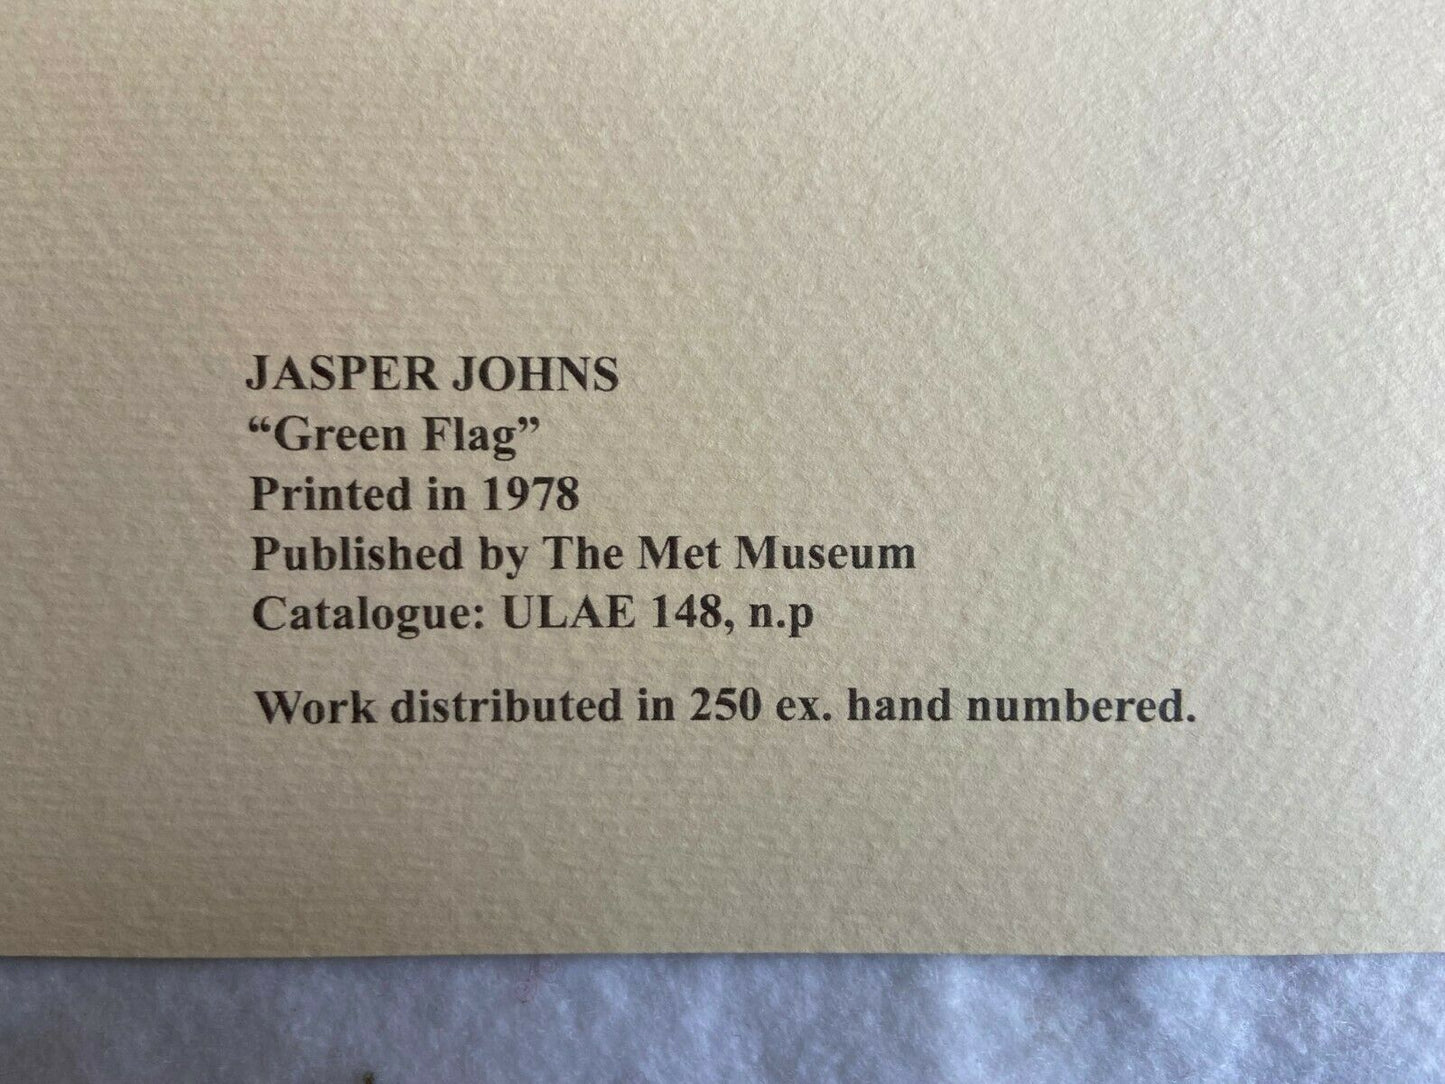 JASPER JOHNS
“Green Flag”
Printed in 1978
Published by The Met Museum
Catalogue: ULAE 148, n.p
Work distributed in 250 ex. hand numbered.